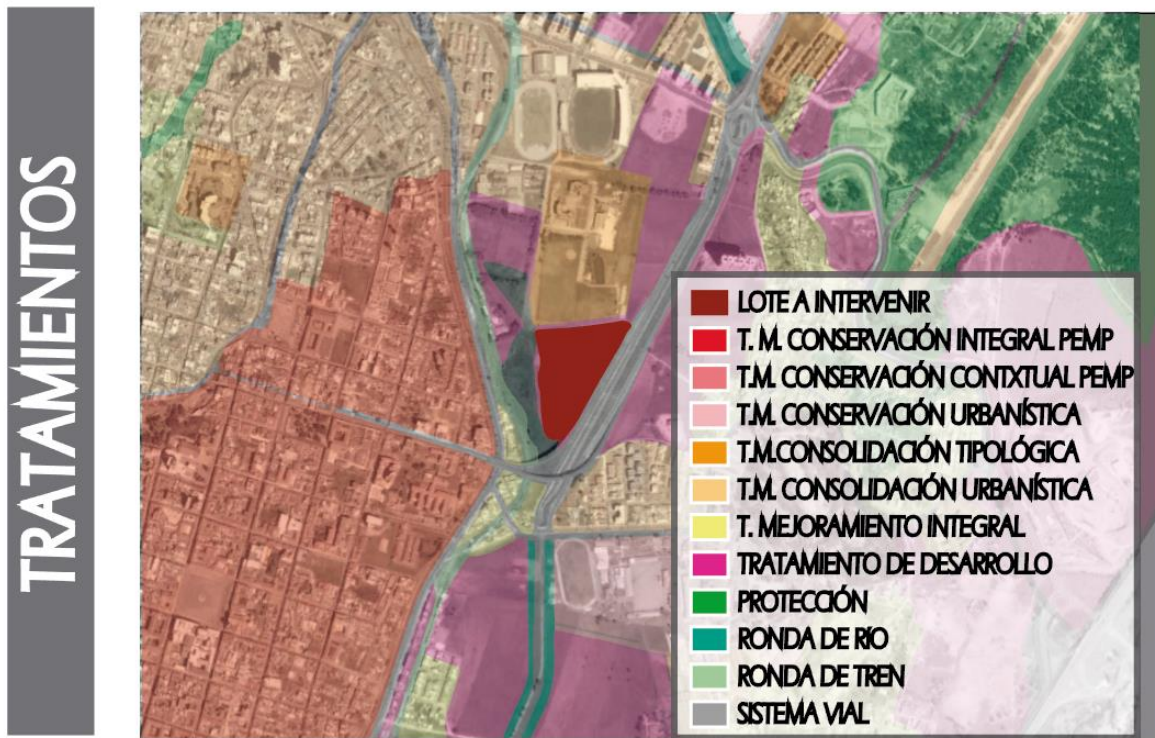 TRATAMIENTOS
LOTE A INTERVENIR
T. M. CONSERVACIÓN INTEGRAL PEMP
T.M. CONSERVACIÓN CONTXTUAL PEMP
T.M. CONSERVACIÓN URBANÍSTICA
T.M.CONSOLIDACIÓN TIPOLÓGICA
T.M. CONSOLIDACIÓN URBANÍSTICA
T. MEJORAMIENTO INTEGRAL
TRATAMIENTO DE DESARROLLO
PROTECCIÓN
RONDA DE RÍO
RONDA DE TREN
SISTEMA VIAL